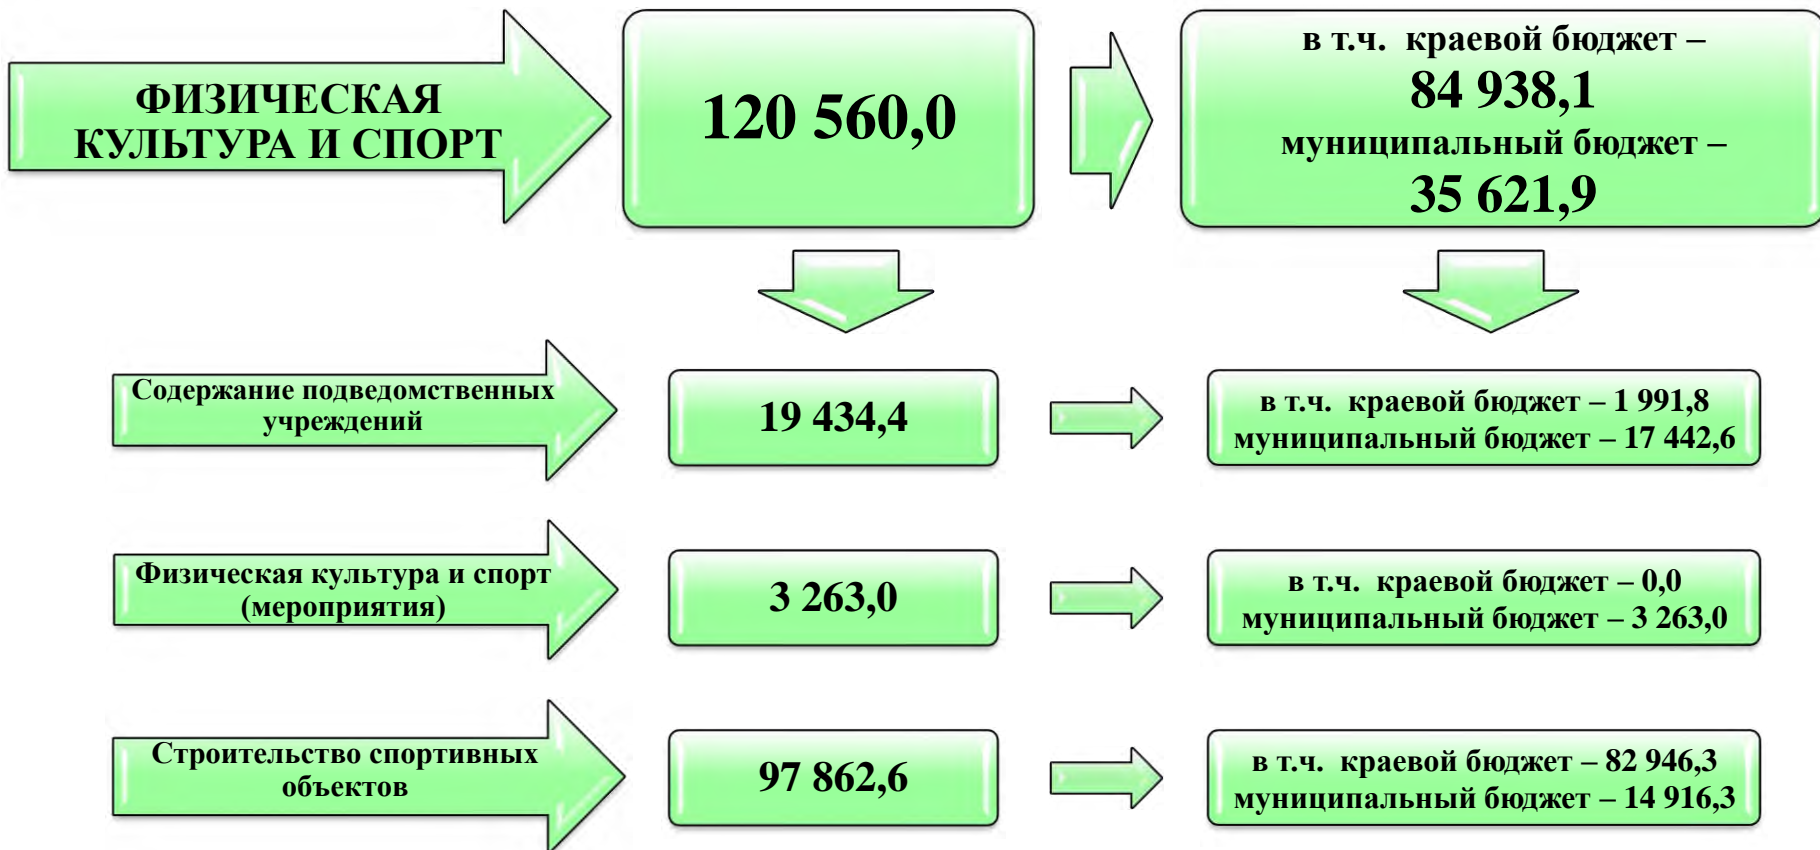 ФИЗИЧЕСКАЯ
КУЛЬТУРА И СПОРТ
120 560,0
в т.ч. краевой бюджет –
84 938,1
муниципальный бюджет –
35 621,9
Содержание подведомственных
учреждений
19 434,4
в т.ч. краевой бюджет – 1 991,8
муниципальный бюджет – 17 442,6
Физическая культура и спорт
(мероприятия)
3 263,0
в т.ч. краевой бюджет – 0,0
муниципальный бюджет – 3 263,0
Строительство спортивных
объектов
97 862,6
в т.ч. краевой бюджет – 82 946,3
муниципальный бюджет – 14 916,3